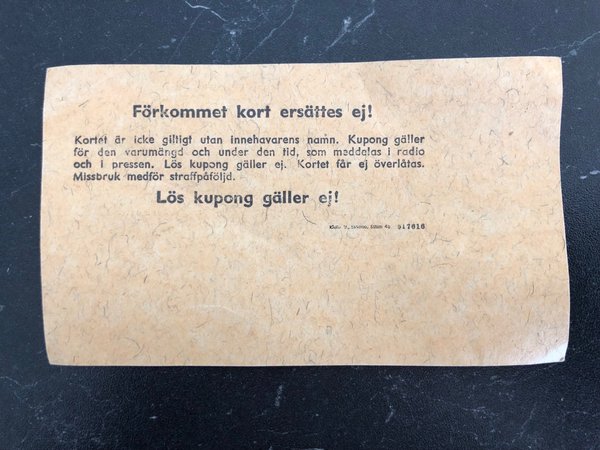 Förkommet kort ersättes ej!
Kortet är icke giltigt utan innehavarens namn. Kupong gäller
för den varumängd och under den tid, som meddelas i radio
och i pressen. Lös kupong gäller ej. Kortet får ej överlåtas.
Missbruk medför straffpåföljd.
Lös kupong gäller ej!
517616